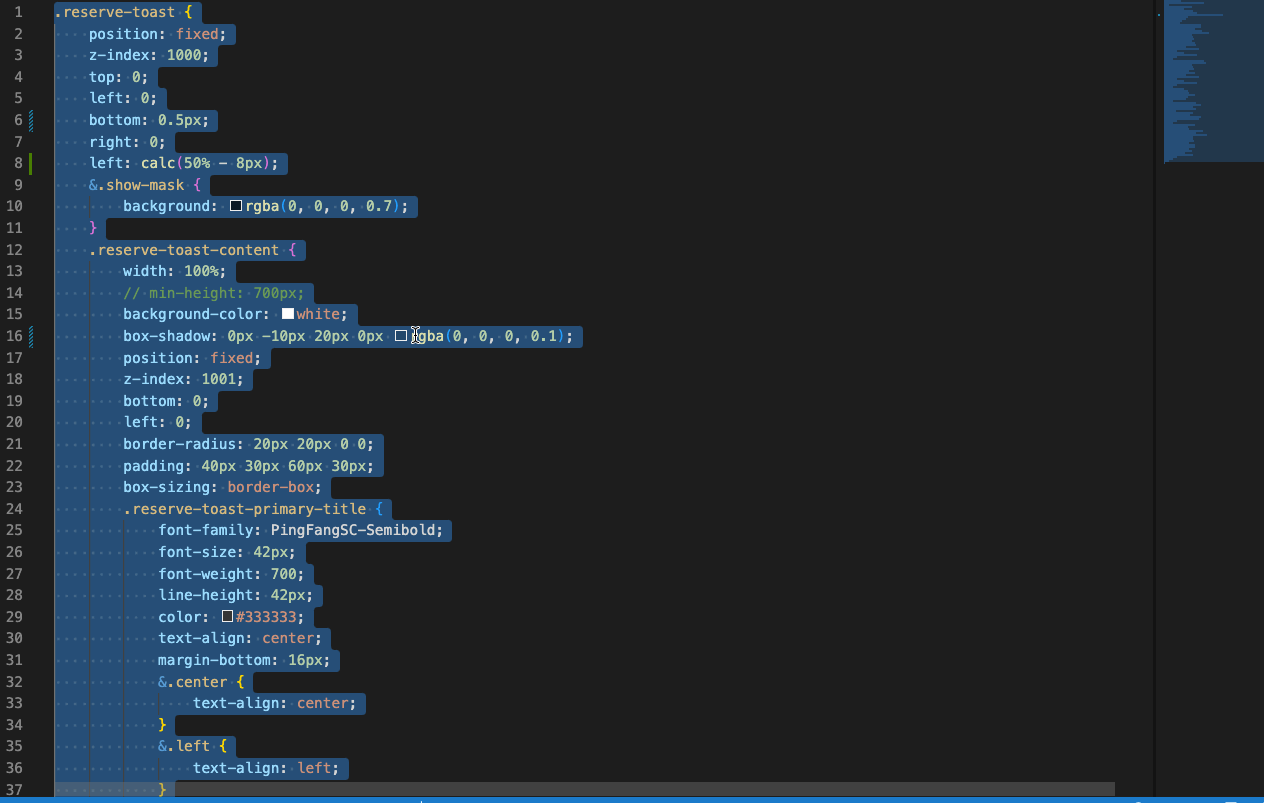 1 .reserve-toast {
2 position: fixed;
3 z-index: 1000;
4 top: 0;
5 left: 0;
6 bottom: 0.5px;
7 right: 0;
8 left: calc(50% - 8px);
9 &.show-mask {
10 background: rgba(0, 0, 0, 0.7);
11 }
12 .reserve-toast-content {
13 width: 100%;
14 // min-height: 700px;
15 background-color: white;
16 box-shadow: 0px -10px 20px 0px rgba(0, 0, 0, 0.1);
17 position: fixed;
18 z-index: 1001;
19 bottom: 0;
20 left: 0;
21 border-radius: 20px 20px 0 0;
22 padding: 40px 30px 60px 30px;
23 box-sizing: border-box;
24 .reserve-toast-primary-title {
25 font-family: PingFangSC-Semibold;
26 font-size: 42px;
27 font-weight: 700;
28 line-height: 42px;
29 color: #333333;
30 text-align: center;
31 margin-bottom: 16px;
32 &.center {
33 text-align: center;
34 }
35 &.left {
36 text-align: left;
37 }